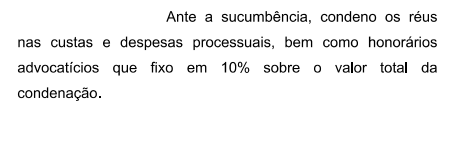 Ante a sucumbência, condeno os réus
nas custas e despesas processuais, bem como honorários
advocatícios que fixo em 10% sobre o valor total da
condenação.